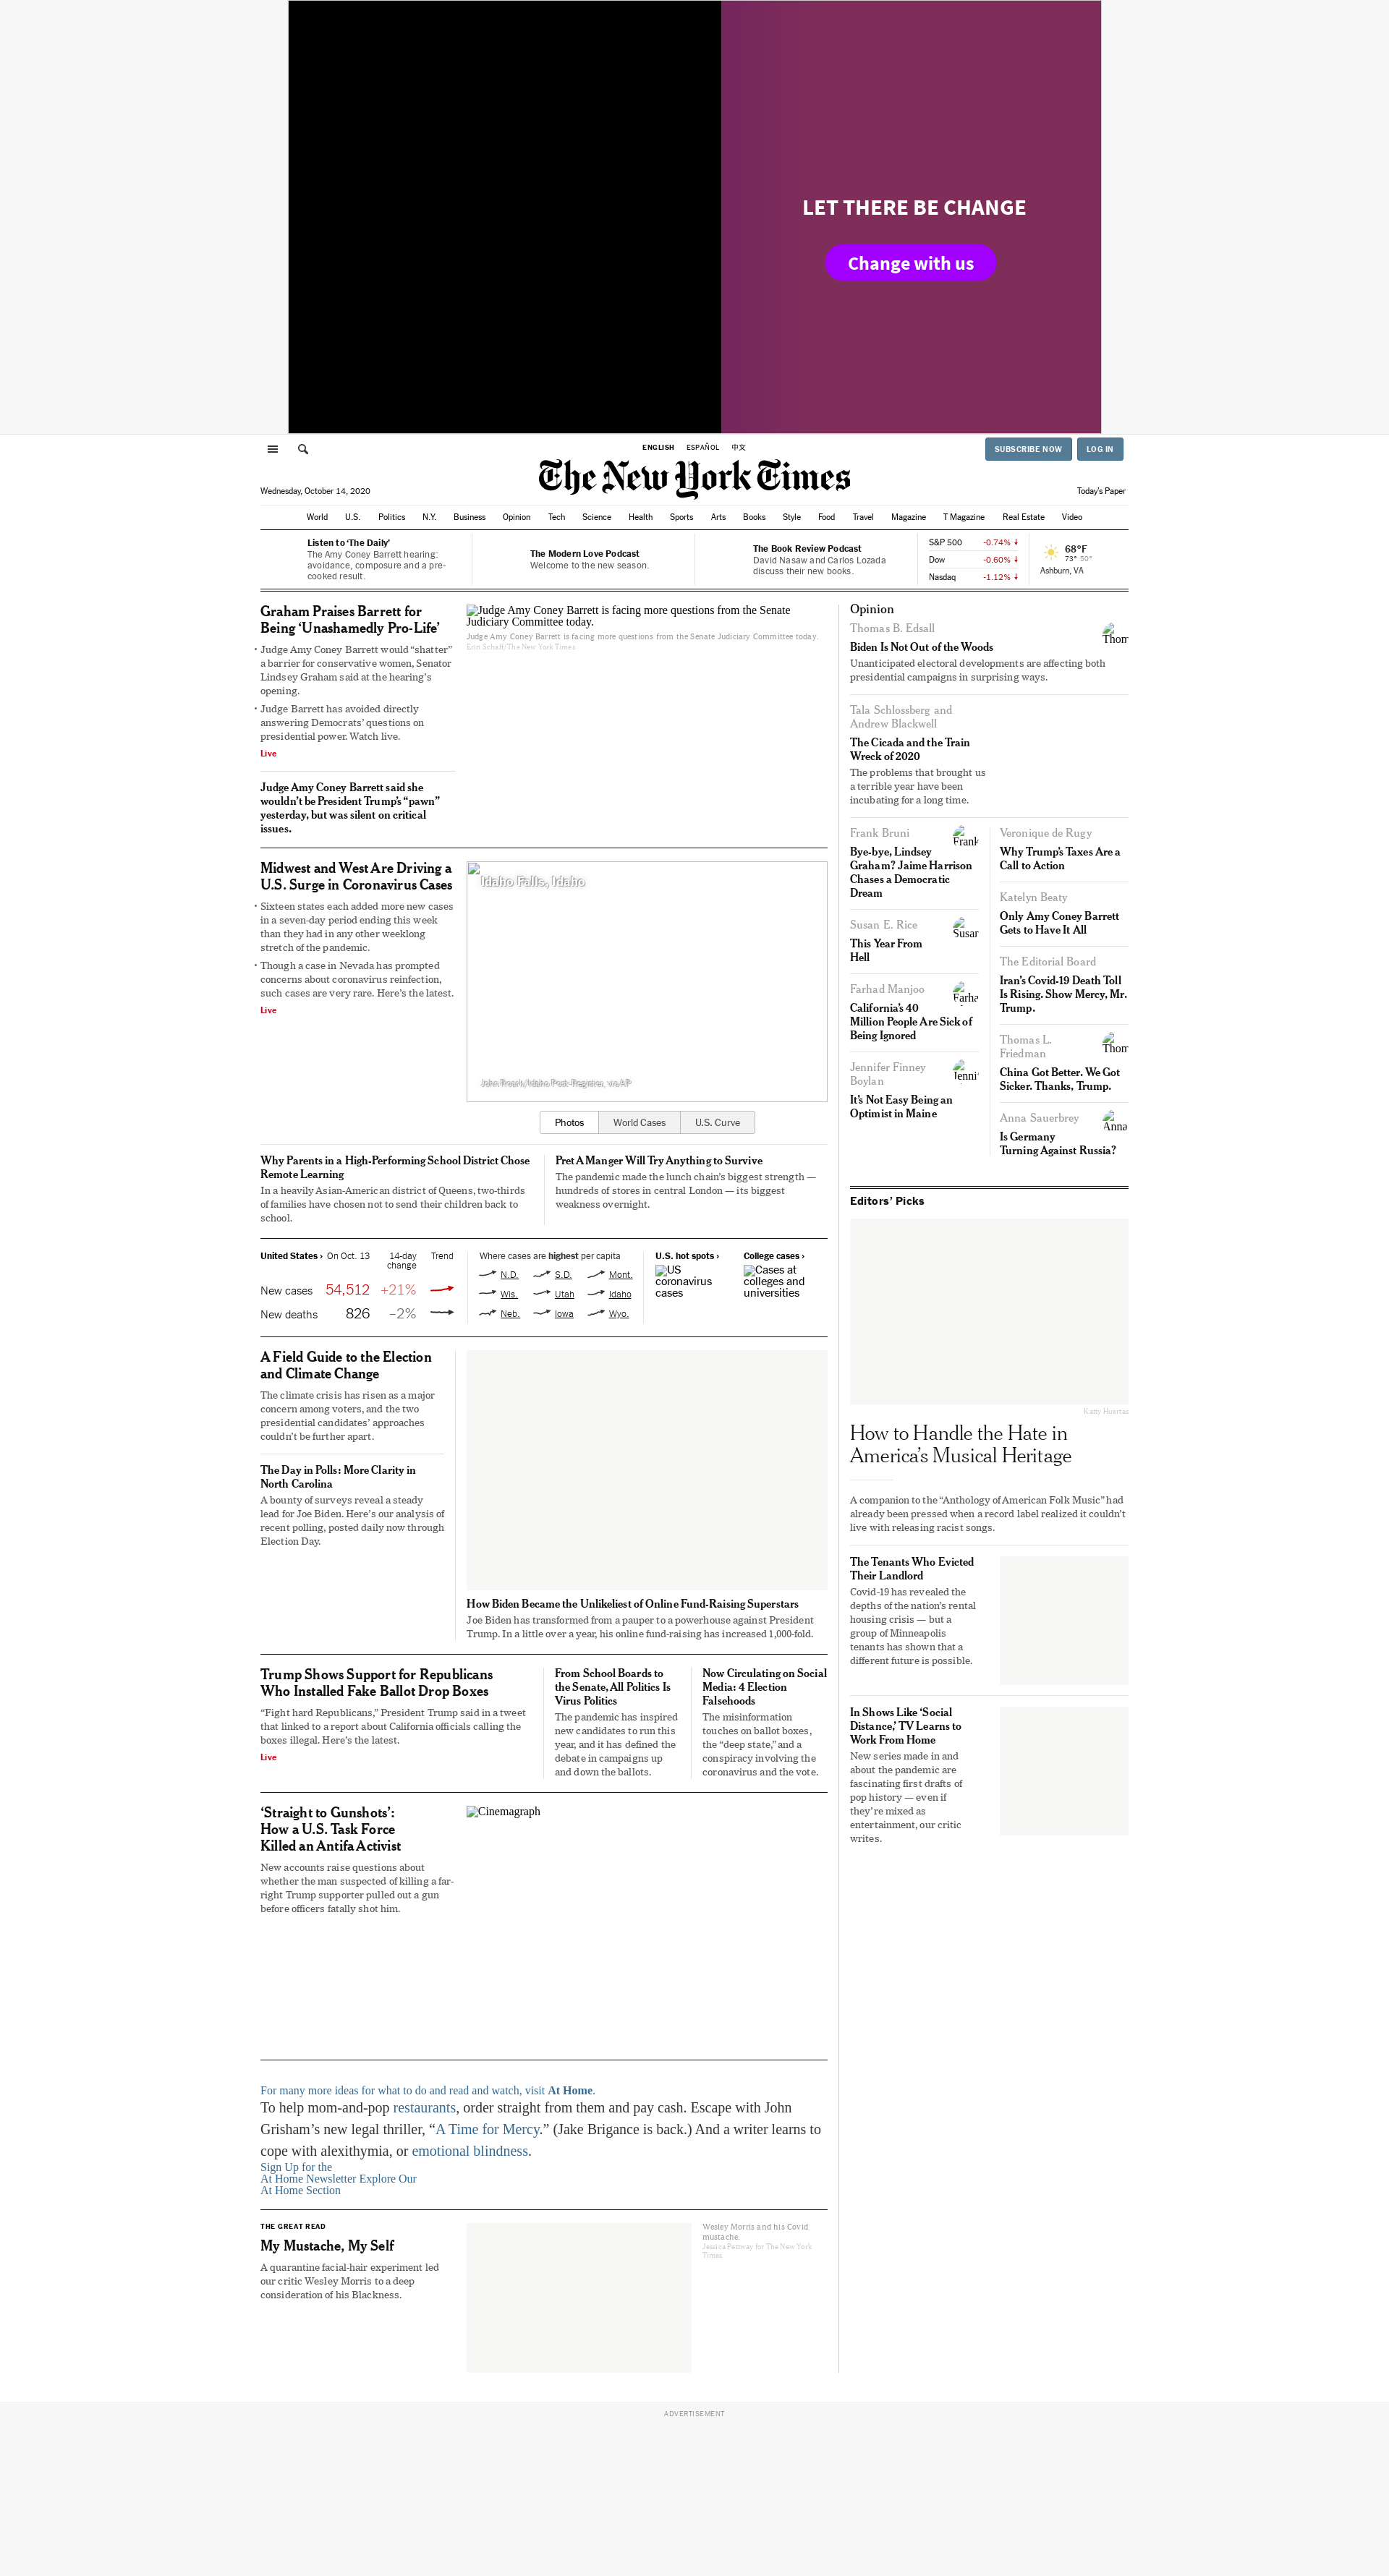 LET THERE BE CHANGE
Change with us
ENGLISH ESPAÑOL 中文
SUBSCRIBE NOW LOG IN
The New York Times
Wednesday, October 14, 2020
Today's Paper
World U.S. Politics N.Y. Business Opinion Tech Science Health Sports Arts Books Style Food Travel Magazine T Magazine Real Estate Video
Listen to ‘The Daily’
The Amy Coney Barrett hearing:
avoidance, composure and a pre-
cooked result.
The Modern Love Podcast
Welcome to the new season.
The Book Review Podcast
David Nasaw and Carlos Lozada
discuss their new books.
S&P 500 -0.74%
Dow -0.60%
Nasdaq -1.12%
68°F
73° 50°
Ashburn, VA
Graham Praises Barrett for
Being ‘Unashamedly Pro-Life’
Judge Amy Coney Barrett would “shatter”
a barrier for conservative women, Senator
Lindsey Graham said at the hearing’s
opening.
Judge Barrett has avoided directly
answering Democrats’ questions on
presidential power. Watch live.
Live
Judge Amy Coney Barrett said she
wouldn’t be President Trump’s “pawn”
yesterday, but was silent on critical
issues.
Judge Amy Coney Barrett is facing more questions from the Senate
Judiciary Committee today.
Judge Amy Coney Barrett is facing more questions from the Senate Judiciary Committee today.
Erin Schaff/The New York Times
Midwest and West Are Driving a
U.S. Surge in Coronavirus Cases
Sixteen states each added more new cases
in a seven-day period ending this week
than they had in any other weeklong
stretch of the pandemic.
Though a case in Nevada has prompted
concerns about coronavirus reinfection,
such cases are very rare. Here’s the latest.
Live
Idaho Falls, Idaho
John Roark/Idaho Post-Register, via AP
Photos World Cases U.S. Curve
Why Parents in a High-Performing School District Chose
Remote Learning
In a heavily Asian-American district of Queens, two-thirds
of families have chosen not to send their children back to
school.
Pret A Manger Will Try Anything to Survive
The pandemic made the lunch chain’s biggest strength —
hundreds of stores in central London — its biggest
weakness overnight.
United States › On Oct. 13 14-day
change Trend
New cases 54,512 +21%
New deaths 826 –2%
Where cases are highest per capita
N.D. S.D. Mont.
Wis. Utah Idaho
Neb. Iowa Wyo.
U.S. hot spots ›
US
coronavirus
cases
College cases ›
Cases at
colleges and
universities
A Field Guide to the Election
and Climate Change
The climate crisis has risen as a major
concern among voters, and the two
presidential candidates’ approaches
couldn’t be further apart.
The Day in Polls: More Clarity in
North Carolina
A bounty of surveys reveal a steady
lead for Joe Biden. Here’s our analysis of
recent polling, posted daily now through
Election Day.
How Biden Became the Unlikeliest of Online Fund-Raising Superstars
Joe Biden has transformed from a pauper to a powerhouse against President
Trump. In a little over a year, his online fund-raising has increased 1,000-fold.
Trump Shows Support for Republicans
Who Installed Fake Ballot Drop Boxes
“Fight hard Republicans,” President Trump said in a tweet
that linked to a report about California officials calling the
boxes illegal. Here’s the latest.
Live
From School Boards to
the Senate, All Politics Is
Virus Politics
The pandemic has inspired
new candidates to run this
year, and it has defined the
debate in campaigns up
and down the ballots.
Now Circulating on Social
Media: 4 Election
Falsehoods
The misinformation
touches on ballot boxes,
the “deep state,” and a
conspiracy involving the
coronavirus and the vote.
‘Straight to Gunshots’:
How a U.S. Task Force
Killed an Antifa Activist
New accounts raise questions about
whether the man suspected of killing a far-
right Trump supporter pulled out a gun
before officers fatally shot him.
Cinemagraph
For many more ideas for what to do and read and watch, visit At Home.
To help mom-and-pop restaurants, order straight from them and pay cash. Escape with John
Grisham’s new legal thriller, “A Time for Mercy.” (Jake Brigance is back.) And a writer learns to
cope with alexithymia, or emotional blindness.
Sign Up for the
At Home Newsletter Explore Our
At Home Section
THE GREAT READ
My Mustache, My Self
A quarantine facial-hair experiment led
our critic Wesley Morris to a deep
consideration of his Blackness.
Wesley Morris and his Covid
mustache.
Jessica Pettway for The New York
Times
Opinion
Thomas B. Edsall
Thom
Biden Is Not Out of the Woods
Unanticipated electoral developments are affecting both
presidential campaigns in surprising ways.
Tala Schlossberg and
Andrew Blackwell
The Cicada and the Train
Wreck of 2020
The problems that brought us
a terrible year have been
incubating for a long time.
Frank Bruni
Frank
Bye-bye, Lindsey
Graham? Jaime Harrison
Chases a Democratic
Dream
Susan E. Rice
Susan
This Year From
Hell
Farhad Manjoo
Farha
California’s 40
Million People Are Sick of
Being Ignored
Jennifer Finney
Boylan
Jenni
It’s Not Easy Being an
Optimist in Maine
Veronique de Rugy
Why Trump’s Taxes Are a
Call to Action
Katelyn Beaty
Only Amy Coney Barrett
Gets to Have It All
The Editorial Board
Iran’s Covid-19 Death Toll
Is Rising. Show Mercy, Mr.
Trump.
Thomas L.
Friedman
Thom
China Got Better. We Got
Sicker. Thanks, Trump.
Anna Sauerbrey
Anna
Is Germany
Turning Against Russia?
Editors’ Picks
Katty Huertas
How to Handle the Hate in
America’s Musical Heritage
A companion to the “Anthology of American Folk Music” had
already been pressed when a record label realized it couldn’t
live with releasing racist songs.
The Tenants Who Evicted
Their Landlord
Covid-19 has revealed the
depths of the nation’s rental
housing crisis — but a
group of Minneapolis
tenants has shown that a
different future is possible.
In Shows Like ‘Social
Distance,’ TV Learns to
Work From Home
New series made in and
about the pandemic are
fascinating first drafts of
pop history — even if
they’re mixed as
entertainment, our critic
writes.
ADVERTISEMENT